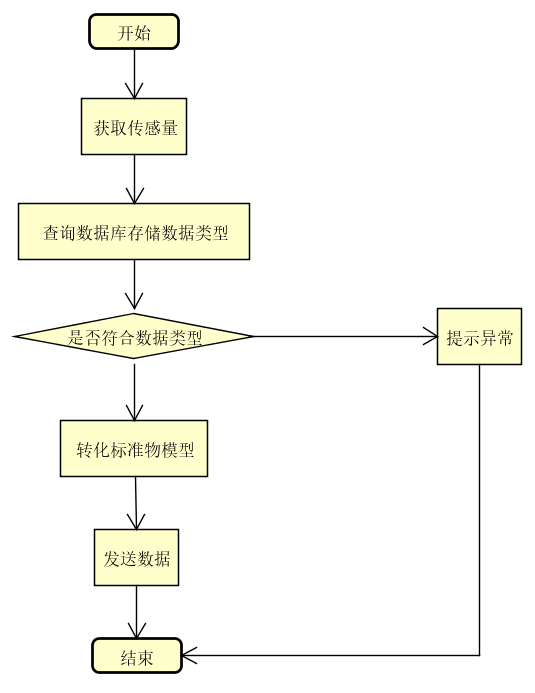 开始
获取传感量
查询数据库存储数据类型
是否符合数据类型
提示异常
转化标准物模型
发送数据
结束